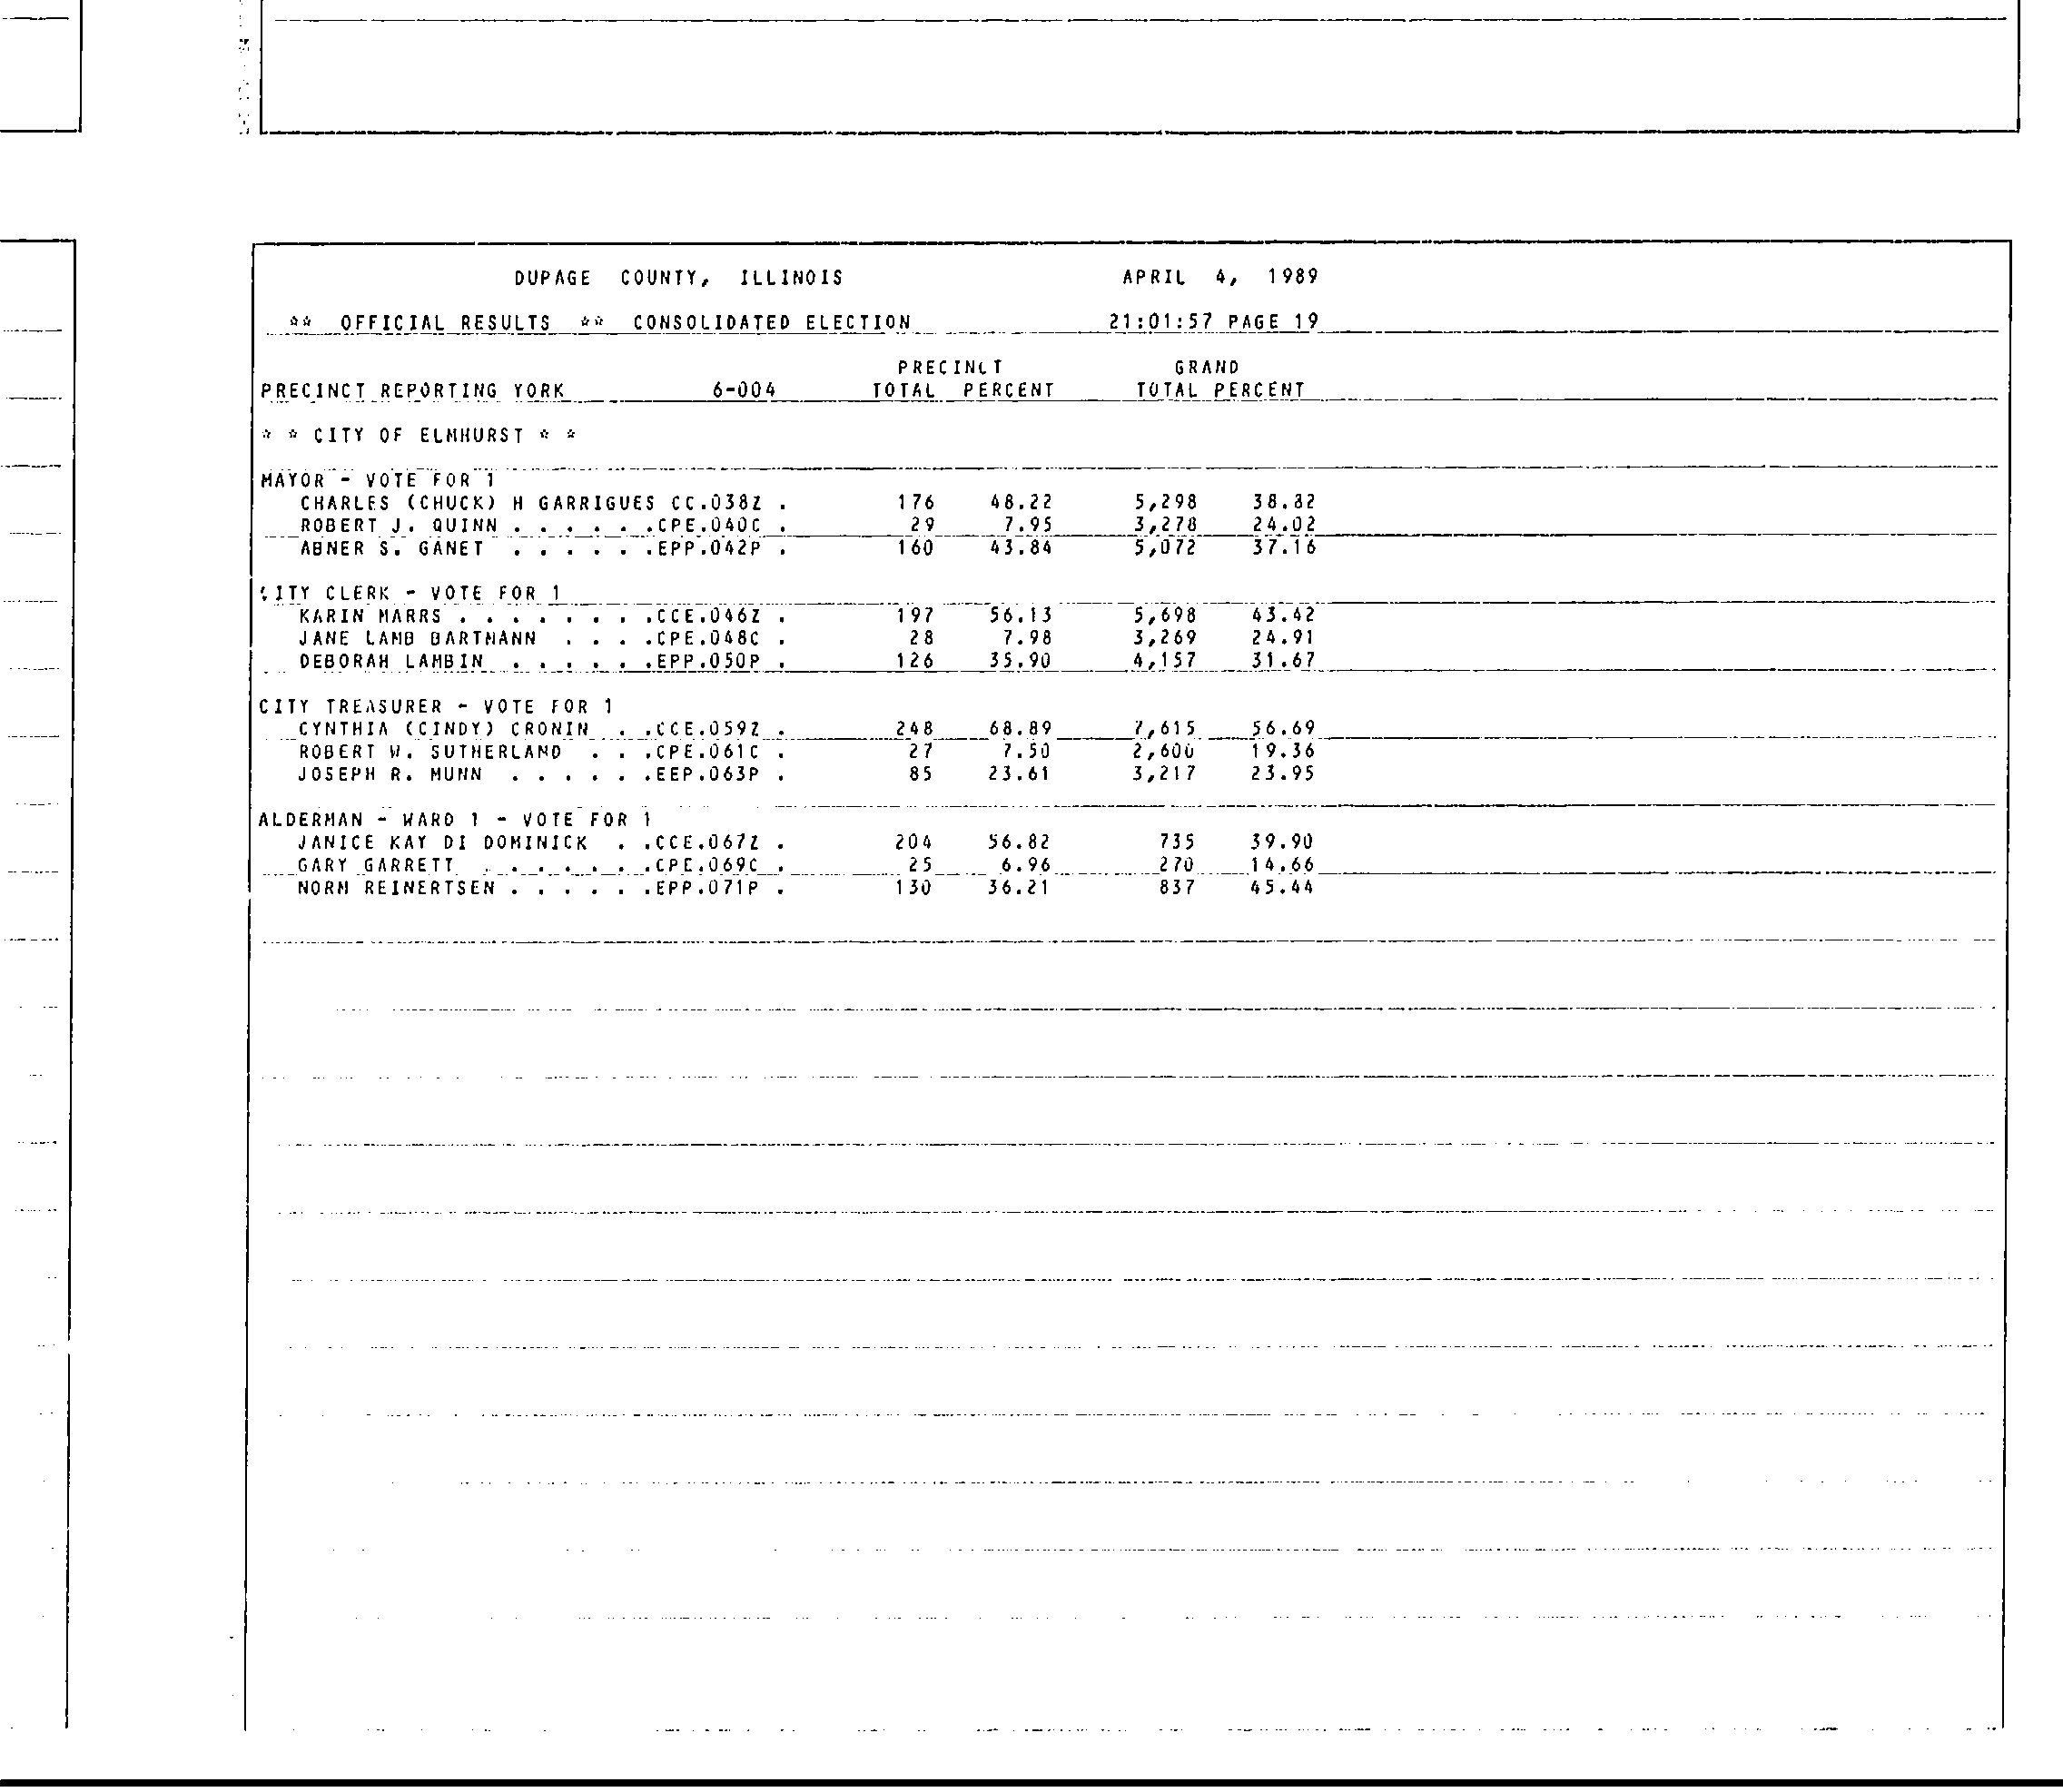 DUPAGE COUNTY, ILLINOIS APRIL 4, 1989
** OFFICIAL RESULTS ** CONSOLIDATED ELECTION 21:01:57 PAGE 19
PRECINCT GRAND
PRECINCT REPORTING YORK 6-004 TOTAL PERCENT TOTAL PERCENT
* * CITY OF ELMHURST * *
MAYOR - VOTE FOR 1
CHARLES (CHUCK) H GARRIGUES CC.038Z . 176 48.22 5,298 38.82
ROBERT J. QUINN . . . . . .CPE.040C . 29 7.95 3,278 24.02
ABNER S. GANET . . . . . .EPP.042P . 160 43.84 5,072 37.16
CITY CLERK - VOTE FOR 1
KARIN MARRS . . . . . . . .CCE.046Z . 197 56.13 5,698 43.42
JANE LAMB BARTMANN . . . .CPE.048C . 28 7.98 3,269 24.91
DEBORAH LAMBIN . . . . . .EPP.050P . 126 35.90 4,157 31.67
CITY TREASURER - VOTE FOR 1
CYNTHIA (CINDY) CRONIN . .CCE.059Z . 248 68.89 7,615 56.69
ROBERT W. SUTHERLAND . . .CPE.061C . 27 7.50 2,600 19.36
JOSEPH R. MUNN . . . . . .EEP.063P . 85 23.61 3,217 23.95
ALDERMAN - WARD 1 - VOTE FOR 1
JANICE KAY DI DOMINICK . .CCE.067Z . 204 56.82 735 39.90
GARY GARRETT . . . . . . .CPE.069C . 25 6.96 270 14.66
NORM REINERTSEN . . . . . .EPP.071P . 130 36.21 837 45.44